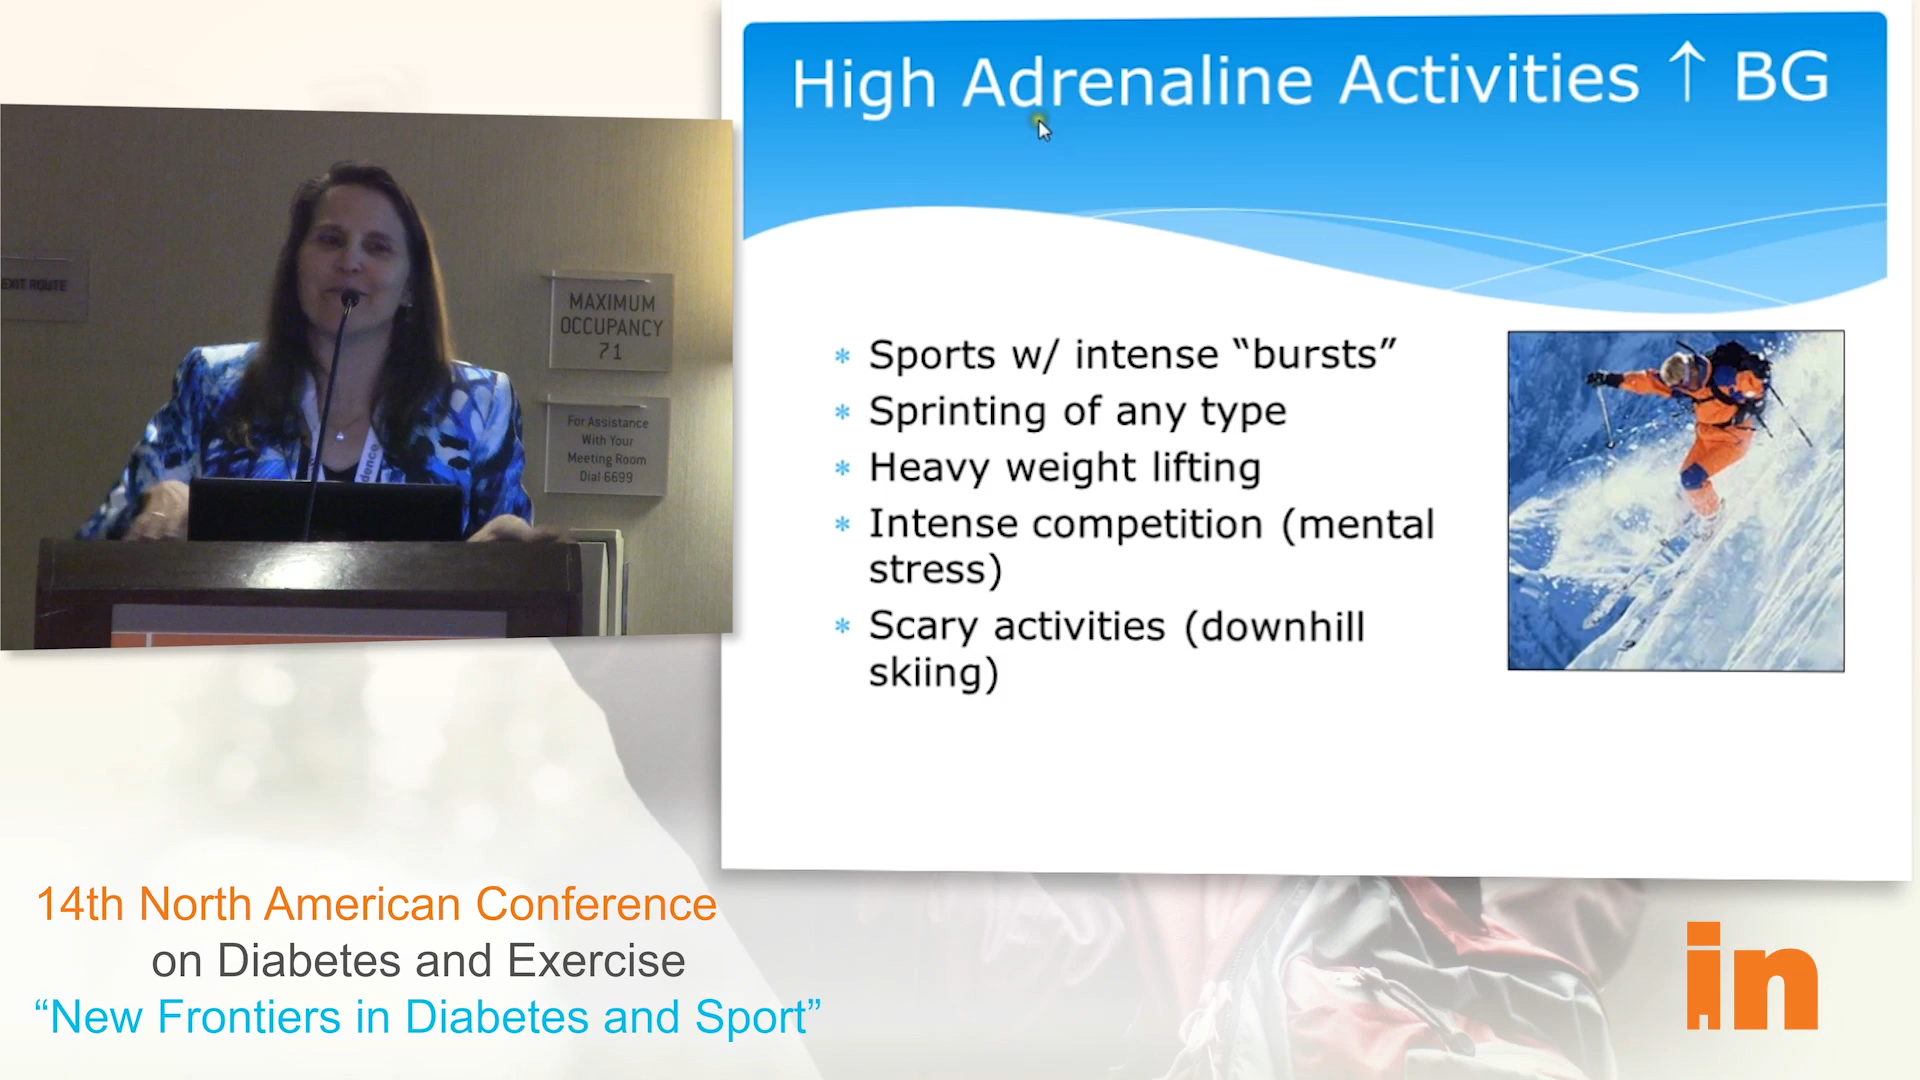 High Adrenaline Activities ↑ BG
EXIT ROUTE
MAXIMUM
OCCUPANCY
71
For Assistance
With Your
Meeting Room
Dial 6699
dence
* Sports w/ intense “bursts”
* Sprinting of any type
* Heavy weight lifting
* Intense competition (mental
stress)
* Scary activities (downhill
skiing)
14th North American Conference
on Diabetes and Exercise
“New Frontiers in Diabetes and Sport”
in